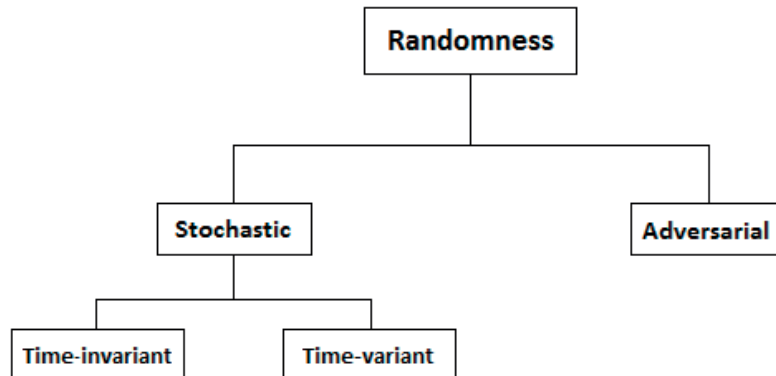 Randomness
Stochastic
Adversarial
Time-invariant
Time-variant